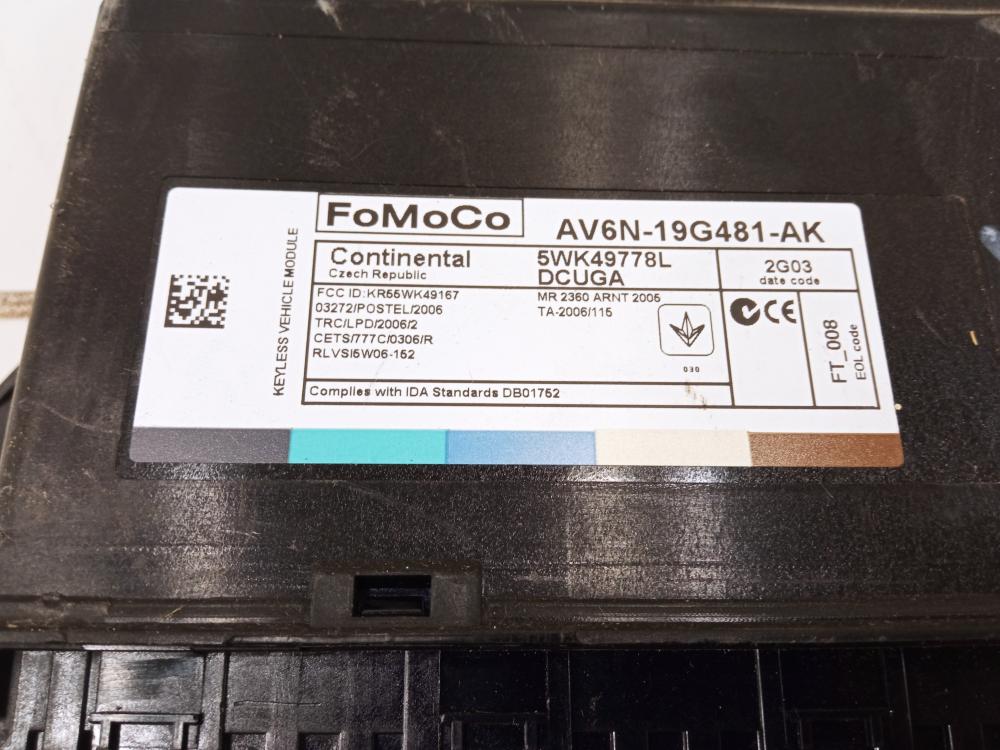 KEYLESS VEHICLE MODULE
FoMoCo
AV6N-19G481-AK
Continental
Czech Republic
5WK49778L
DCUGA
2G03
date code
FCC ID:KR55WK49167
03272/POSTEL/2006
TRC/LPD/2006/2
CETS/777C/0306/R
RLVSI5W06-152
MR 2360 ARNT 2005
TA-2006/115
030
CE
FT_008
EOL code
Complies with IDA Standards DB01752